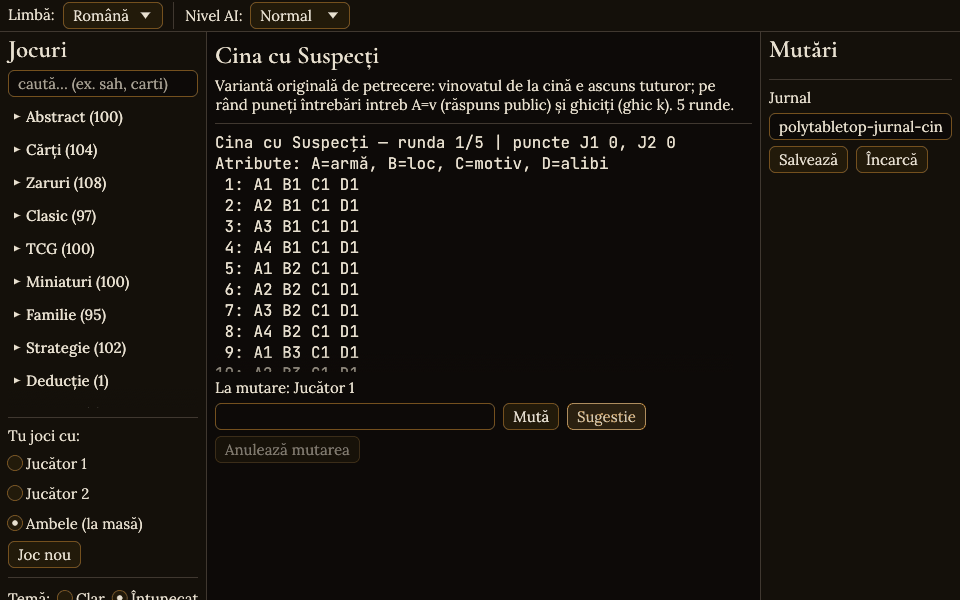 Limbă:
Română
Nivel AI:
Normal
Jocuri
caută... (ex. sah, carti)
Abstract (100)
Cărți (104)
Zaruri (108)
Clasic (97)
TCG (100)
Miniaturi (100)
Familie (95)
Strategie (102)
Deducție (1)
Tu joci cu:
Jucător 1
Jucător 2
Ambele (la masă)
Joc nou
Temă:
Clar
Întunecat
Cina cu Suspecți
Variantă originală de petrecere: vinovatul de la cină e ascuns tuturor; pe
rând puneți întrebări intreb A=v (răspuns public) și ghiciți (ghic k). 5 runde.
Cina cu Suspecți — runda 1/5 | puncte J1 0, J2 0
Atribute: A=armă, B=loc, C=motiv, D=alibi
1: A1 B1 C1 D1
2: A2 B1 C1 D1
3: A3 B1 C1 D1
4: A4 B1 C1 D1
5: A1 B2 C1 D1
6: A2 B2 C1 D1
7: A3 B2 C1 D1
8: A4 B2 C1 D1
9: A1 B3 C1 D1
La mutare: Jucător 1
Mută
Sugestie
Anulează mutarea
Mutări
Jurnal
polytabletop-jurnal-cin
Salvează
Încarcă